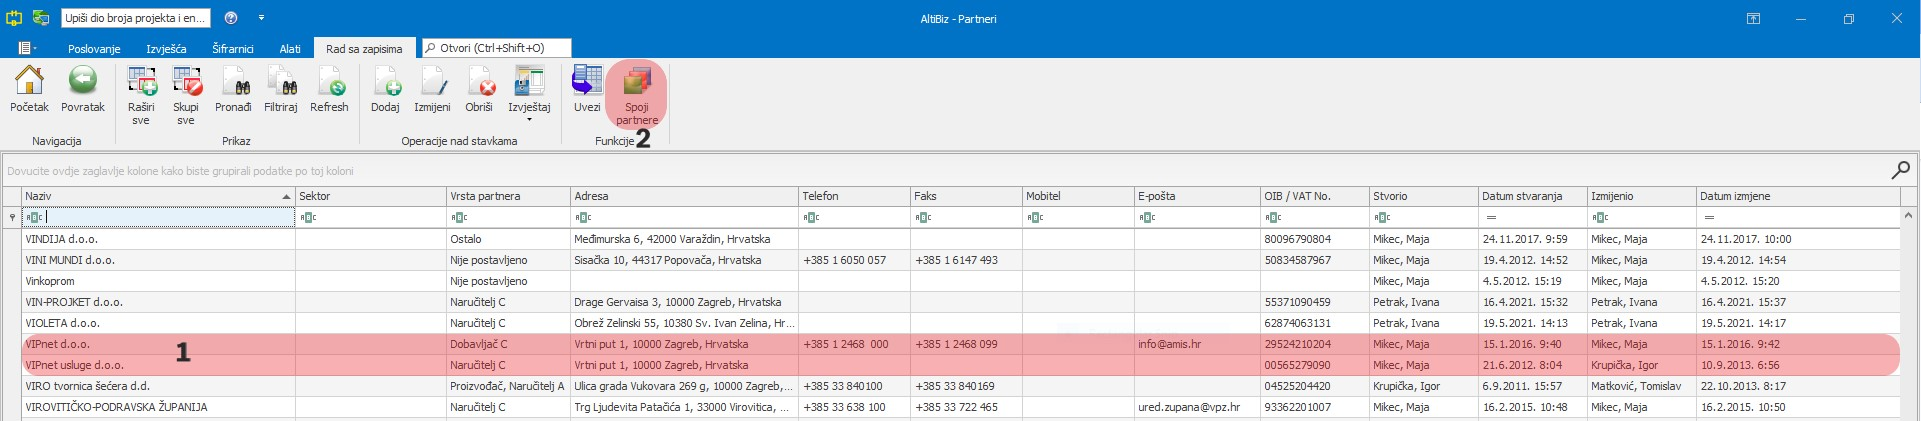 Upiši dio broja projekta i en...
AltiBiz - Partneri
Poslovanje Izvješća Šifrarnici Alati Rad sa zapisima Otvori (Ctrl+Shift+O)
Početak Povratak Raširi sve Skupi sve Pronađi Filtriraj Refresh Dodaj Izmijeni Obriši Izvještaj Uvezi Spoji partnere
Navigacija Prikaz Operacije nad stavkama Funkcije 2
Dovucite ovdje zaglavlje kolone kako biste grupirali podatke po toj koloni
Naziv Sektor Vrsta partnera Adresa Telefon Faks Mobitel E-pošta OIB / VAT No. Stvorio Datum stvaranja Izmijenio Datum izmjene
ABC ABC ABC ABC ABC ABC ABC ABC ABC ABC = ABC =
VINDIJA d.o.o. Ostalo Međimurska 6, 42000 Varaždin, Hrvatska 80096790804 Mikec, Maja 24.11.2017. 9:59 Mikec, Maja 24.11.2017. 10:00
VINI MUNDI d.o.o. Nije postavljeno Sisačka 10, 44317 Popovača, Hrvatska +385 1 6050 057 +385 1 6147 493 50834587967 Mikec, Maja 19.4.2012. 14:52 Mikec, Maja 19.4.2012. 14:54
Vinkoprom Nije postavljeno Mikec, Maja 4.5.2012. 15:19 Mikec, Maja 4.5.2012. 15:20
VIN-PROJKET d.o.o. Naručitelj C Drage Gervaisa 3, 10000 Zagreb, Hrvatska 55371090459 Petrak, Ivana 16.4.2021. 15:32 Petrak, Ivana 16.4.2021. 15:37
VIOLETA d.o.o. Naručitelj C Obrež Zelinski 55, 10380 Sv. Ivan Zelina, Hr... 62874063131 Petrak, Ivana 19.5.2021. 14:13 Petrak, Ivana 19.5.2021. 14:17
VIPnet d.o.o. 1 Dobavljač C Vrtni put 1, 10000 Zagreb, Hrvatska +385 1 2468 000 +385 1 2468 099 info@amis.hr 29524210204 Mikec, Maja 15.1.2016. 9:40 Mikec, Maja 15.1.2016. 9:42
VIPnet usluge d.o.o. Naručitelj C Vrtni put 1, 10000 Zagreb, Hrvatska 00565279090 Mikec, Maja 21.6.2012. 8:04 Krupička, Igor 10.9.2013. 6:56
VIRO tvornica šećera d.d. Proizvođač, Naručitelj A Ulica grada Vukovara 269 g, 10000 Zagreb,... +385 33 840100 +385 33 840169 04525204420 Krupička, Igor 6.9.2011. 15:57 Matković, Tomislav 22.10.2013. 8:17
VIROVITIČKO-PODRAVSKA ŽUPANIJA Naručitelj C Trg Ljudevita Patačića 1, 33000 Virovitica, ... +385 33 638 100 +385 33 722 465 ured.zupana@vpz.hr 93362201007 Mikec, Maja 16.2.2015. 10:48 Mikec, Maja 16.2.2015. 10:50